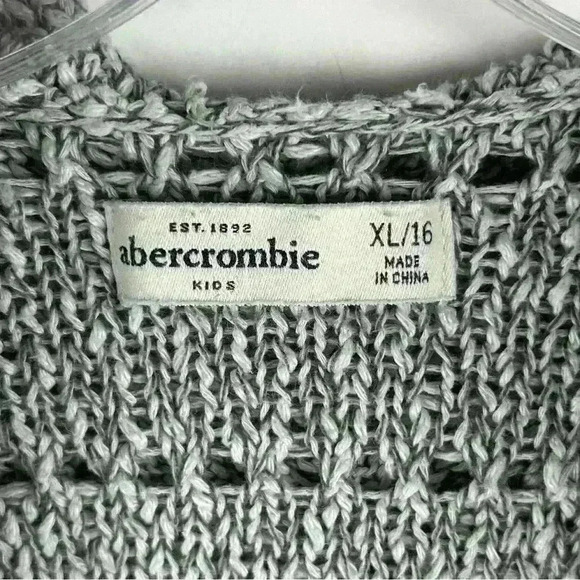 EST. 1892
abercrombie
KIDS
XL/16
MADE
IN CHINA